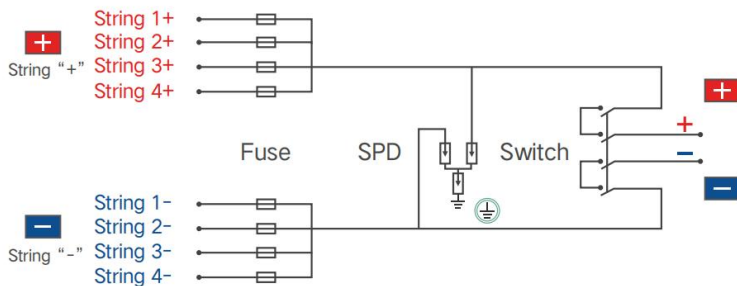 String 1+
String 2+
+
String "+"
String 3+
String 4+
+
+
Fuse
SPD
Switch
−
−
String 1−
String 2−
−
String 3−
String "−"
String 4−